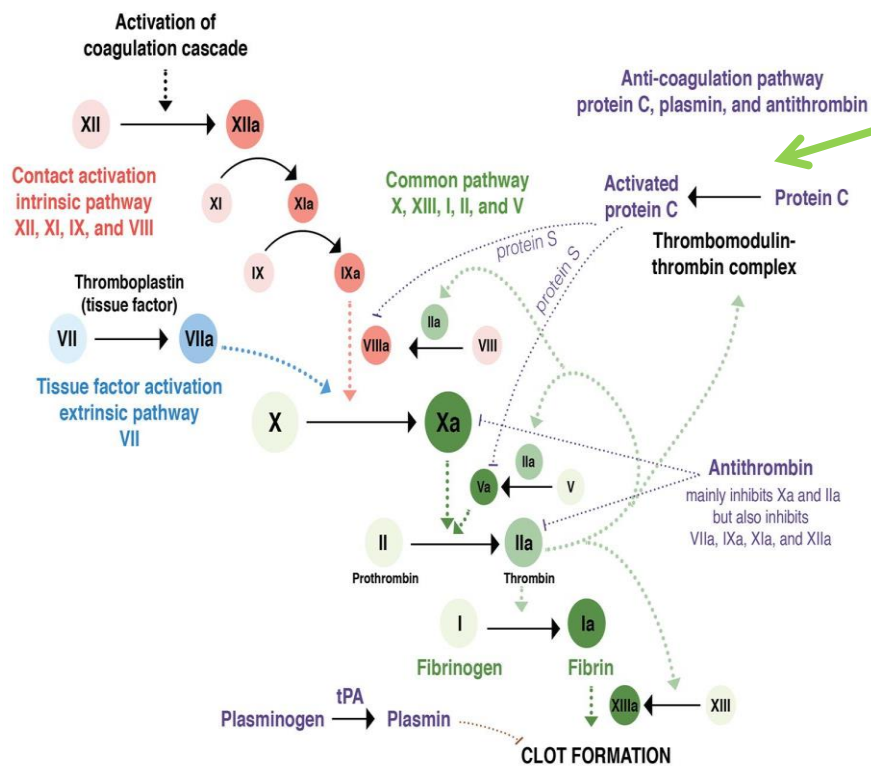 Activation of
coagulation cascade
Anti-coagulation pathway
protein C, plasmin, and antithrombin
XII
XIIa
Contact activation
intrinsic pathway
XII, XI, IX, and VIII
XI
XIa
Common pathway
X, XIII, I, II, and V
Activated
protein C
Protein C
Thrombomodulin-
thrombin complex
protein S
protein S
IX
IXa
Thromboplastin
(tissue factor)
VII
VIIa
IIa
VIIIa
VIII
Tissue factor activation
extrinsic pathway
VII
X
Xa
IIa
Va
V
Antithrombin
mainly inhibits Xa and IIa
but also inhibits
VIIa, IXa, XIa, and XIIa
II
IIa
Prothrombin
Thrombin
I
Ia
Fibrinogen
Fibrin
XIIIa
XIII
tPA
Plasminogen
Plasmin
CLOT FORMATION